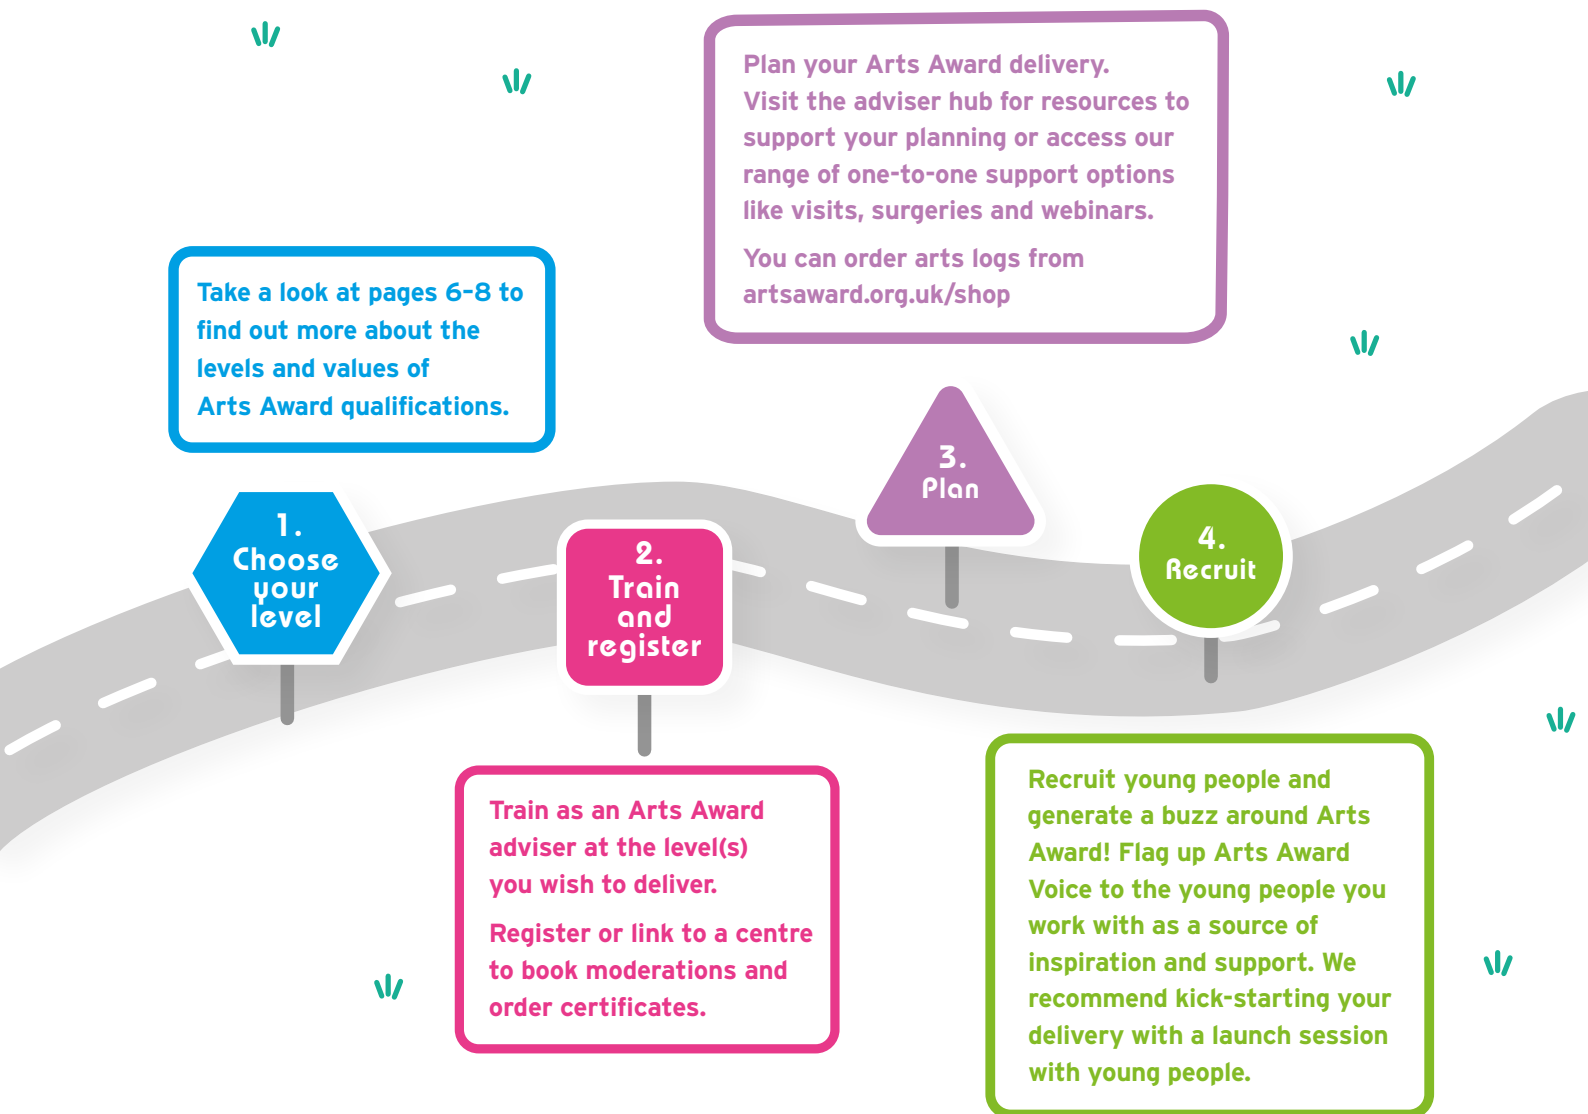 Take a look at pages 6-8 to
find out more about the
levels and values of
Arts Award qualifications.
1.
Choose
your
level
2.
Train
and
register
Train as an Arts Award
adviser at the level(s)
you wish to deliver.
Register or link to a centre
to book moderations and
order certificates.
Plan your Arts Award delivery.
Visit the adviser hub for resources to
support your planning or access our
range of one-to-one support options
like visits, surgeries and webinars.
You can order arts logs from
artsaward.org.uk/shop
3.
Plan
4.
Recruit
Recruit young people and
generate a buzz around Arts
Award! Flag up Arts Award
Voice to the young people you
work with as a source of
inspiration and support. We
recommend kick-starting your
delivery with a launch session
with young people.